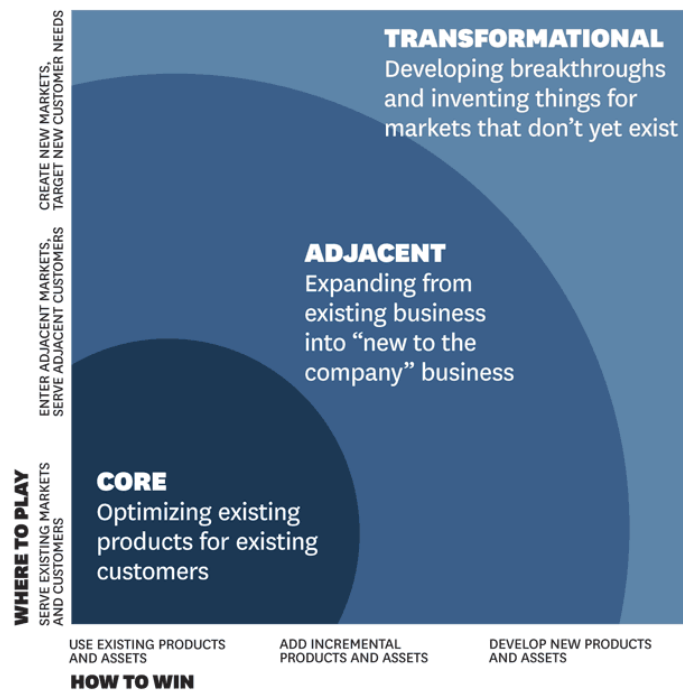 TRANSFORMATIONAL
Developing breakthroughs
and inventing things for
markets that don’t yet exist
ADJACENT
Expanding from
existing business
into “new to the
company” business
CORE
Optimizing existing
products for existing
customers
WHERE TO PLAY
CREATE NEW MARKETS,
TARGET NEW CUSTOMER NEEDS
ENTER ADJACENT MARKETS,
SERVE ADJACENT CUSTOMERS
SERVE EXISTING MARKETS
AND CUSTOMERS
USE EXISTING PRODUCTS
AND ASSETS
ADD INCREMENTAL
PRODUCTS AND ASSETS
DEVELOP NEW PRODUCTS
AND ASSETS
HOW TO WIN